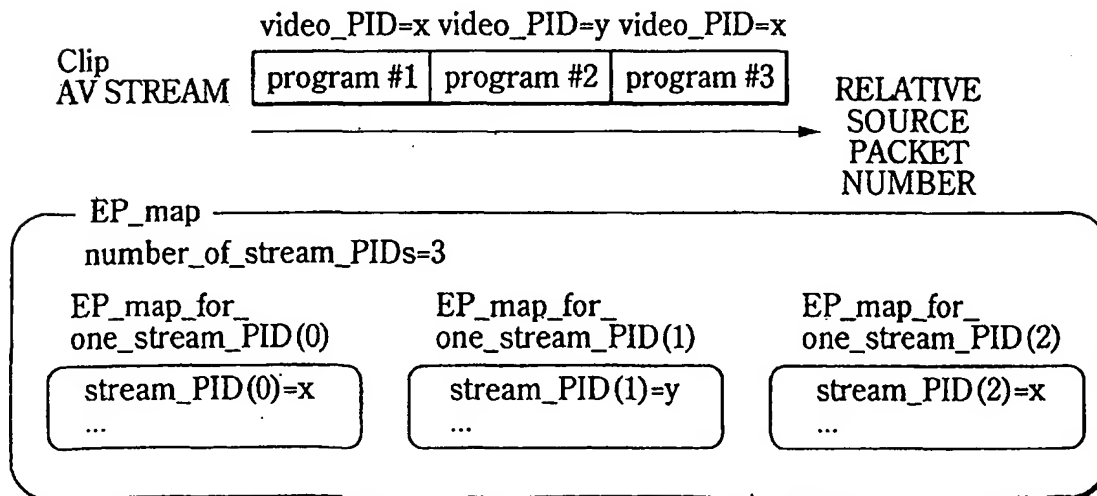 video_PID=x video_PID=y video_PID=x
Clip
AV STREAM
program #1 program #2 program #3
RELATIVE
SOURCE
PACKET
NUMBER
EP_map
number_of_stream_PIDs=3
EP_map_for_
one_stream_PID(0)
stream_PID(0)=x
...
EP_map_for_
one_stream_PID(1)
stream_PID(1)=y
...
EP_map_for_
one_stream_PID(2)
stream_PID(2)=x
...